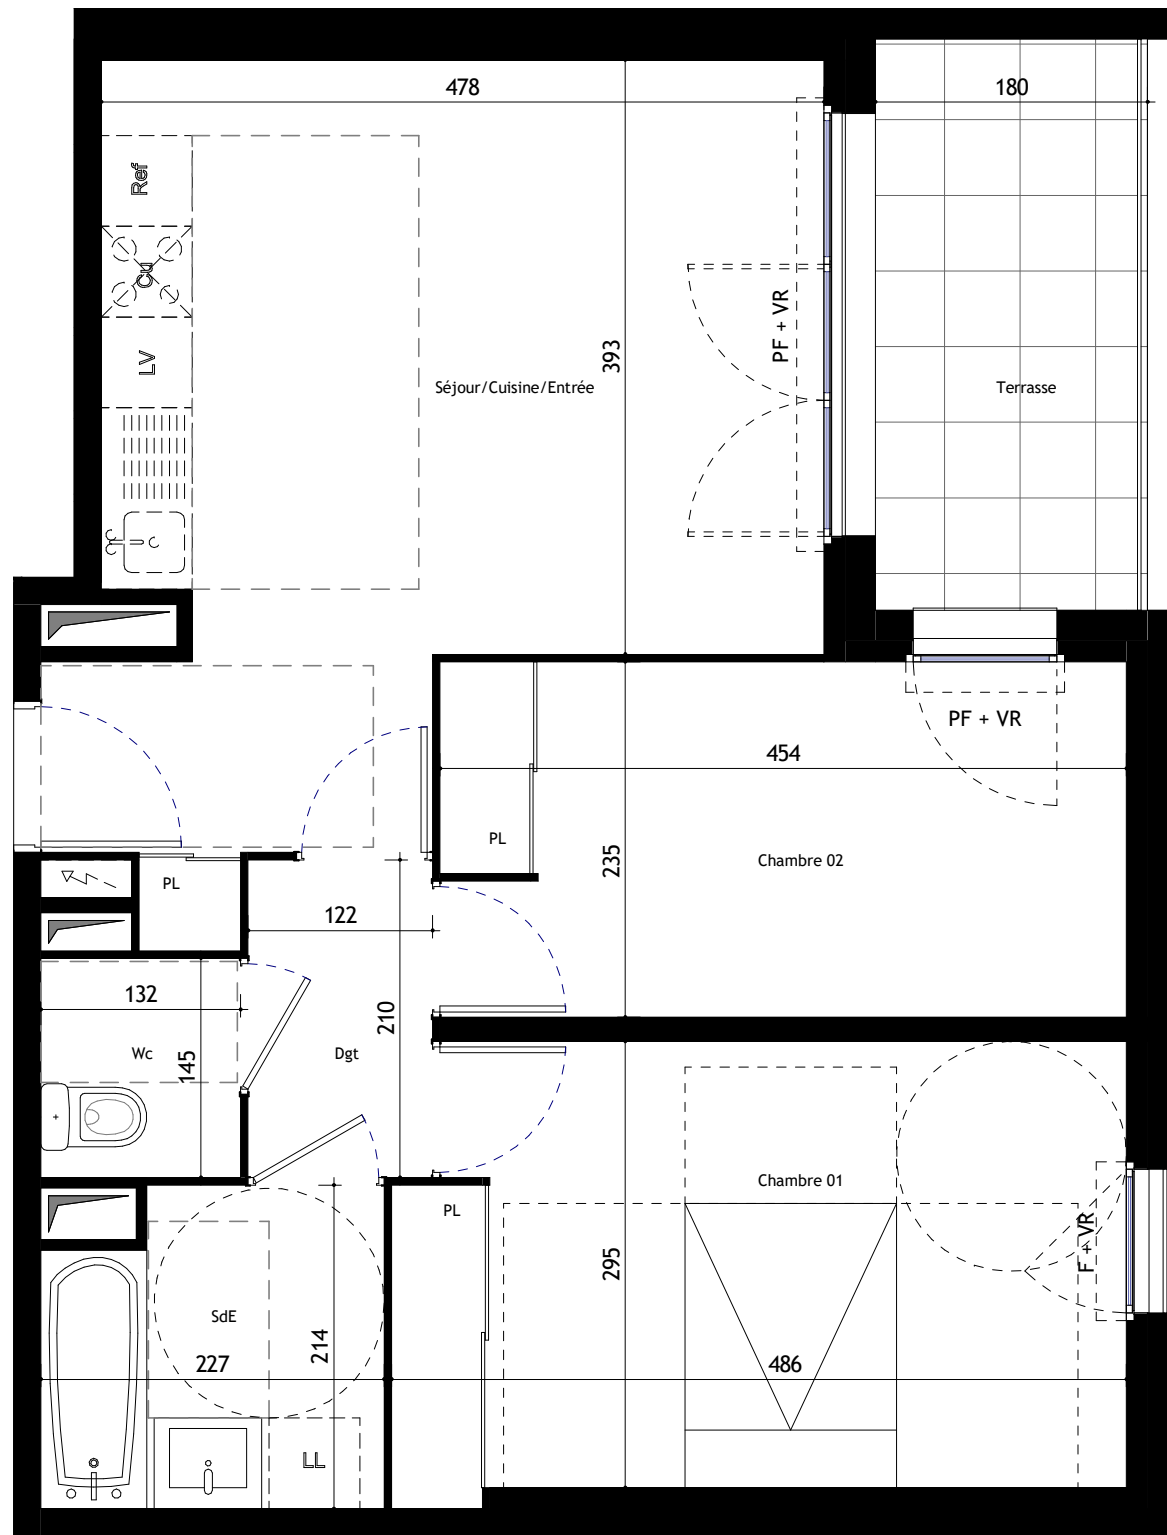 478
180
Ref
Cu
LV
PF + VR
393
Séjour/Cuisine/Entrée
Terrasse
PF + VR
454
PL
235
Chambre 02
PL
122
132
210
Wc
145
Dgt
Chambre 01
PL
F + VR
295
SdE
214
227
486
LL